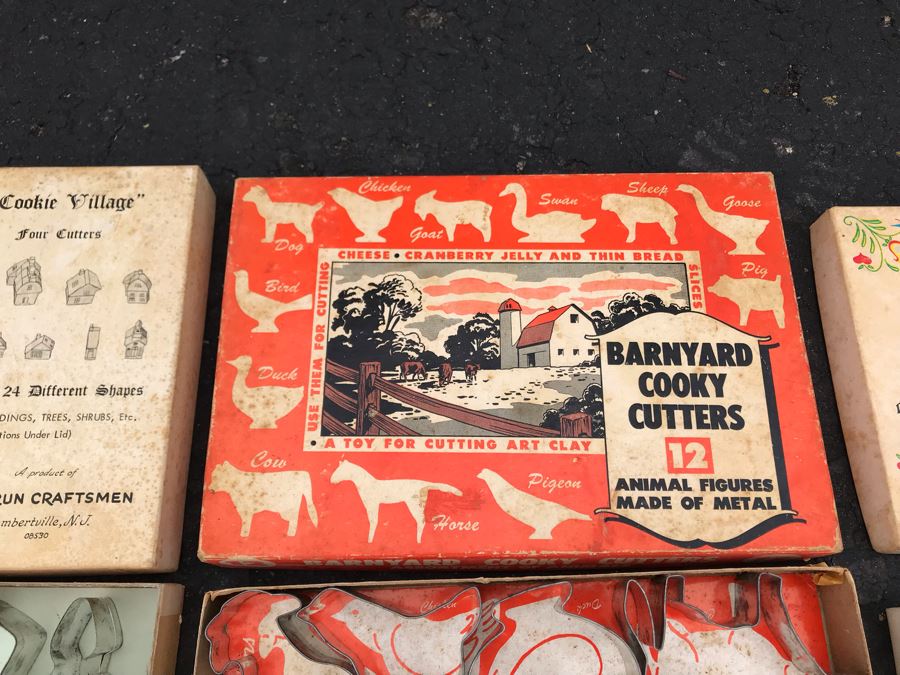 Cookie Village"
Four Cutters
24 Different Shapes
DINGS, TREES, SHRUBS, Etc.
tions Under Lid)
A product of
RUN CRAFTSMEN
mbertville, N.J.
08530
Dog
Chicken
Goat
Swan
Sheep
Goose
Pig
Bird
Duck
Cow
Horse
Pigeon
USE THEM FOR CUTTING
CHEESE • CRANBERRY JELLY AND THIN BREAD
SLICES
• A TOY FOR CUTTING ART CLAY
BARNYARD
COOKY
CUTTERS
12
ANIMAL FIGURES
MADE OF METAL
BARNYARD COOKY CUTTERS
Chicken
Duck